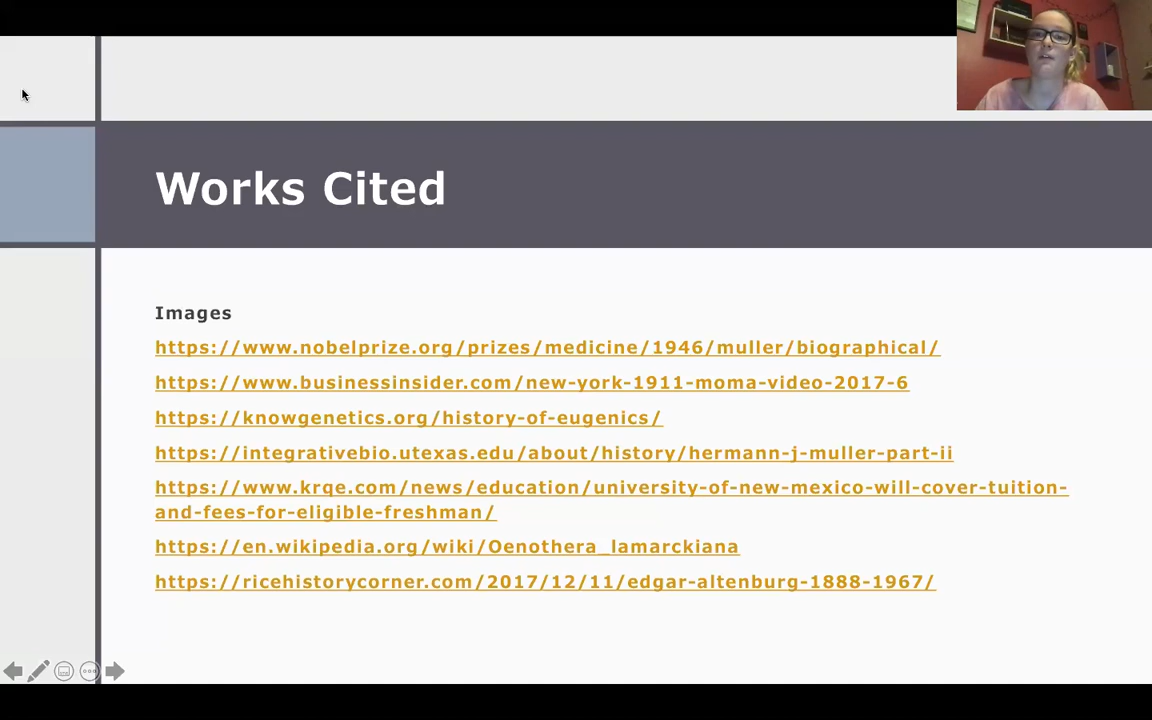 Works Cited
Images
https://www.nobelprize.org/prizes/medicine/1946/muller/biographical/
https://www.businessinsider.com/new-york-1911-moma-video-2017-6
https://knowgenetics.org/history-of-eugenics/
https://integrativebio.utexas.edu/about/history/hermann-j-muller-part-ii
https://www.krqe.com/news/education/university-of-new-mexico-will-cover-tuition-
and-fees-for-eligible-freshman/
https://en.wikipedia.org/wiki/Oenothera_lamarckiana
https://ricehistorycorner.com/2017/12/11/edgar-altenburg-1888-1967/